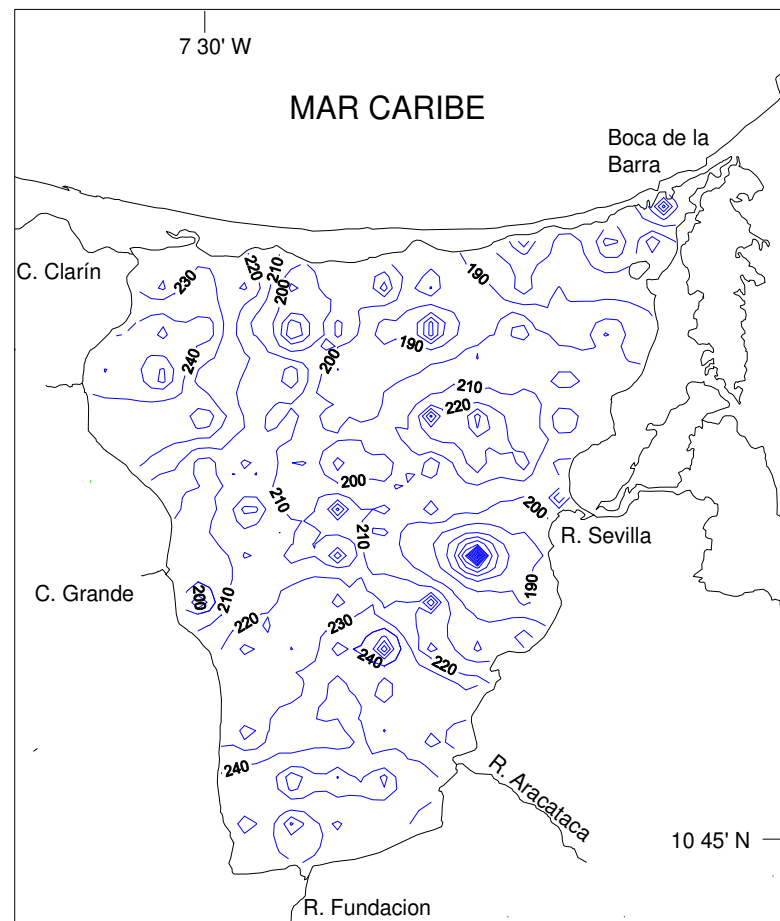 7 30' W
MAR CARIBE
Boca de la
Barra
C. Clarín
220
210
230
190
200
240
190
200
210
220
200
210
200
210
R. Sevilla
190
C. Grande
200
210
220
230
240
220
240
R. Aracataca
10 45' N
R. Fundacion